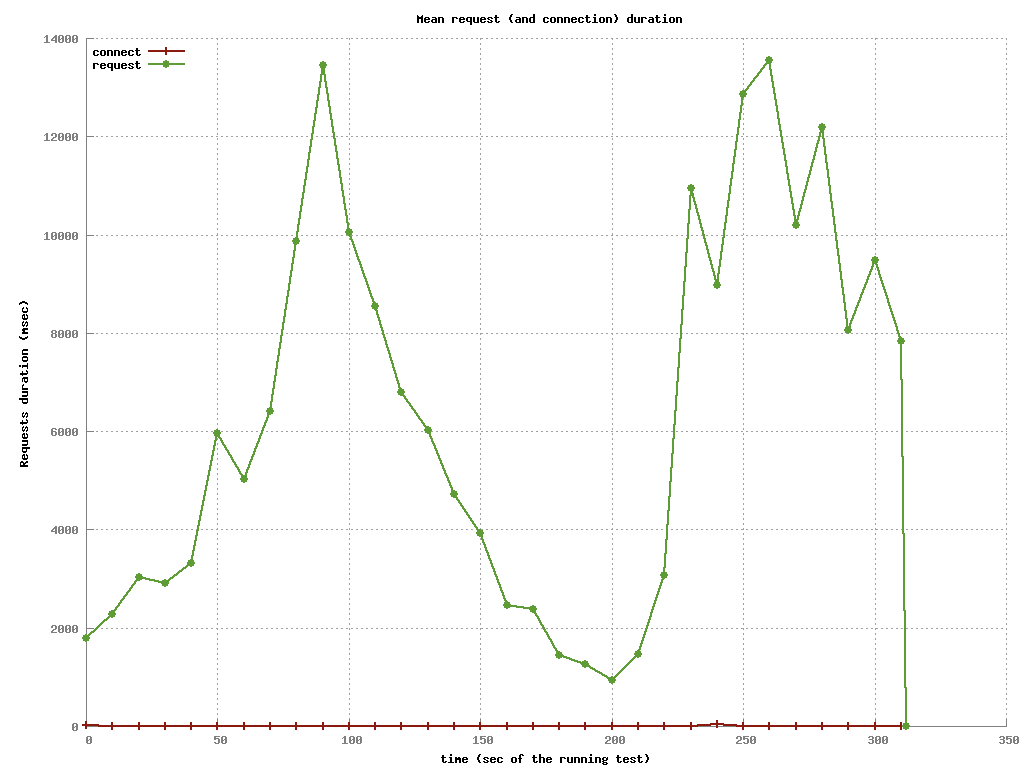 Mean request (and connection) duration
14000
connect
request
12000
10000
8000
6000
4000
2000
0
Requests duration (msec)
0 50 100 150 200 250 300 350
time (sec of the running test)